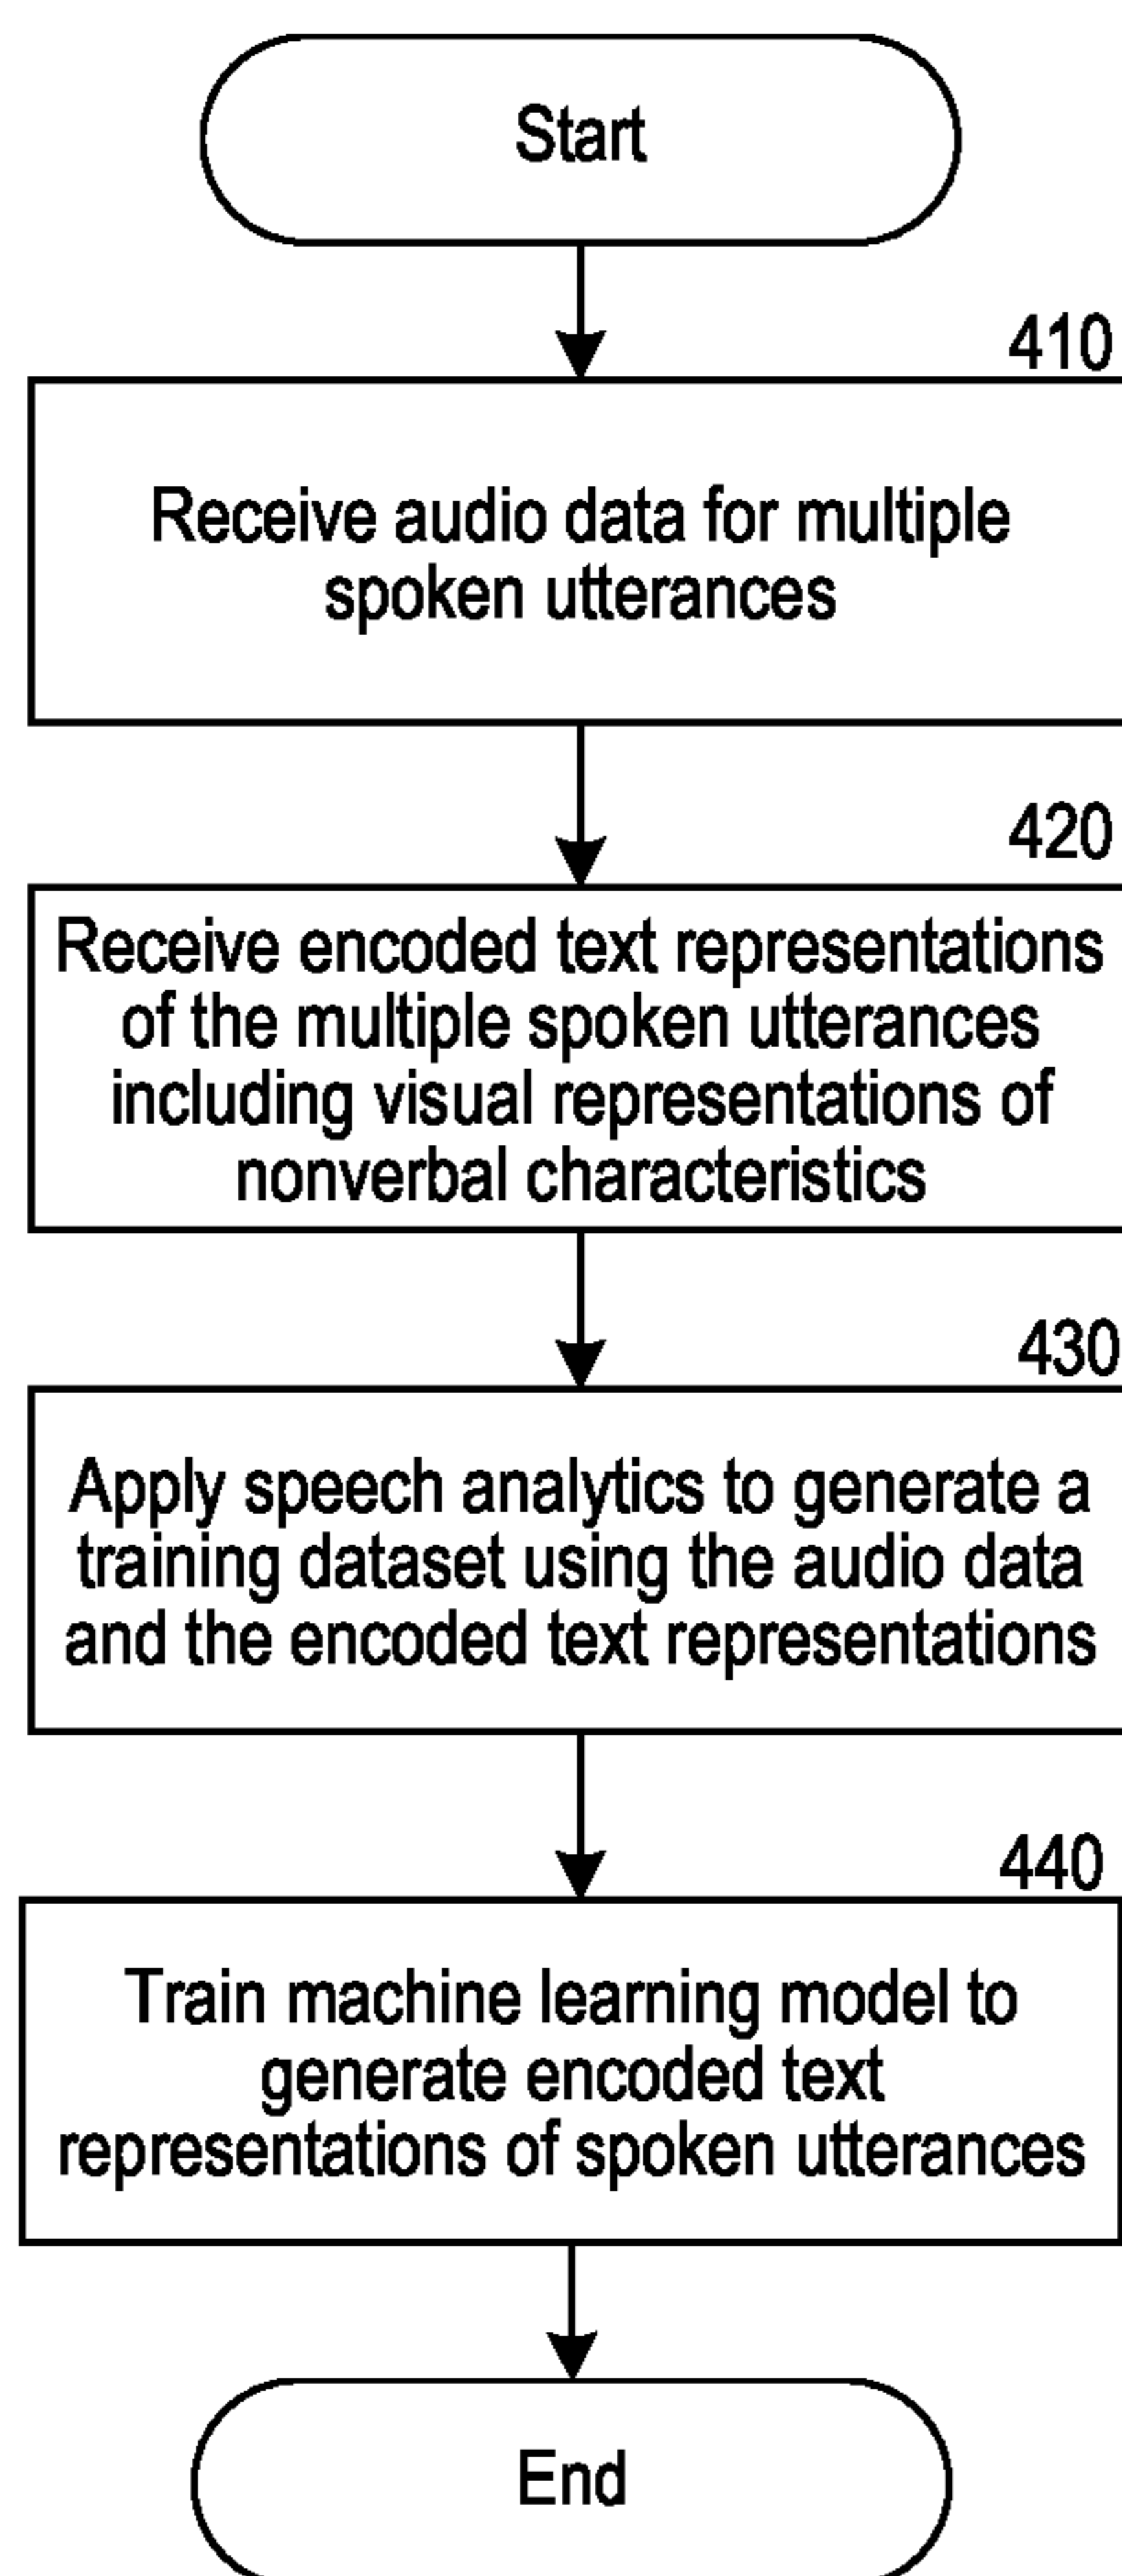 Start
410
Receive audio data for multiple
spoken utterances
420
Receive encoded text representations
of the multiple spoken utterances
including visual representations of
nonverbal characteristics
430
Apply speech analytics to generate a
training dataset using the audio data
and the encoded text representations
440
Train machine learning model to
generate encoded text
representations of spoken utterances
End